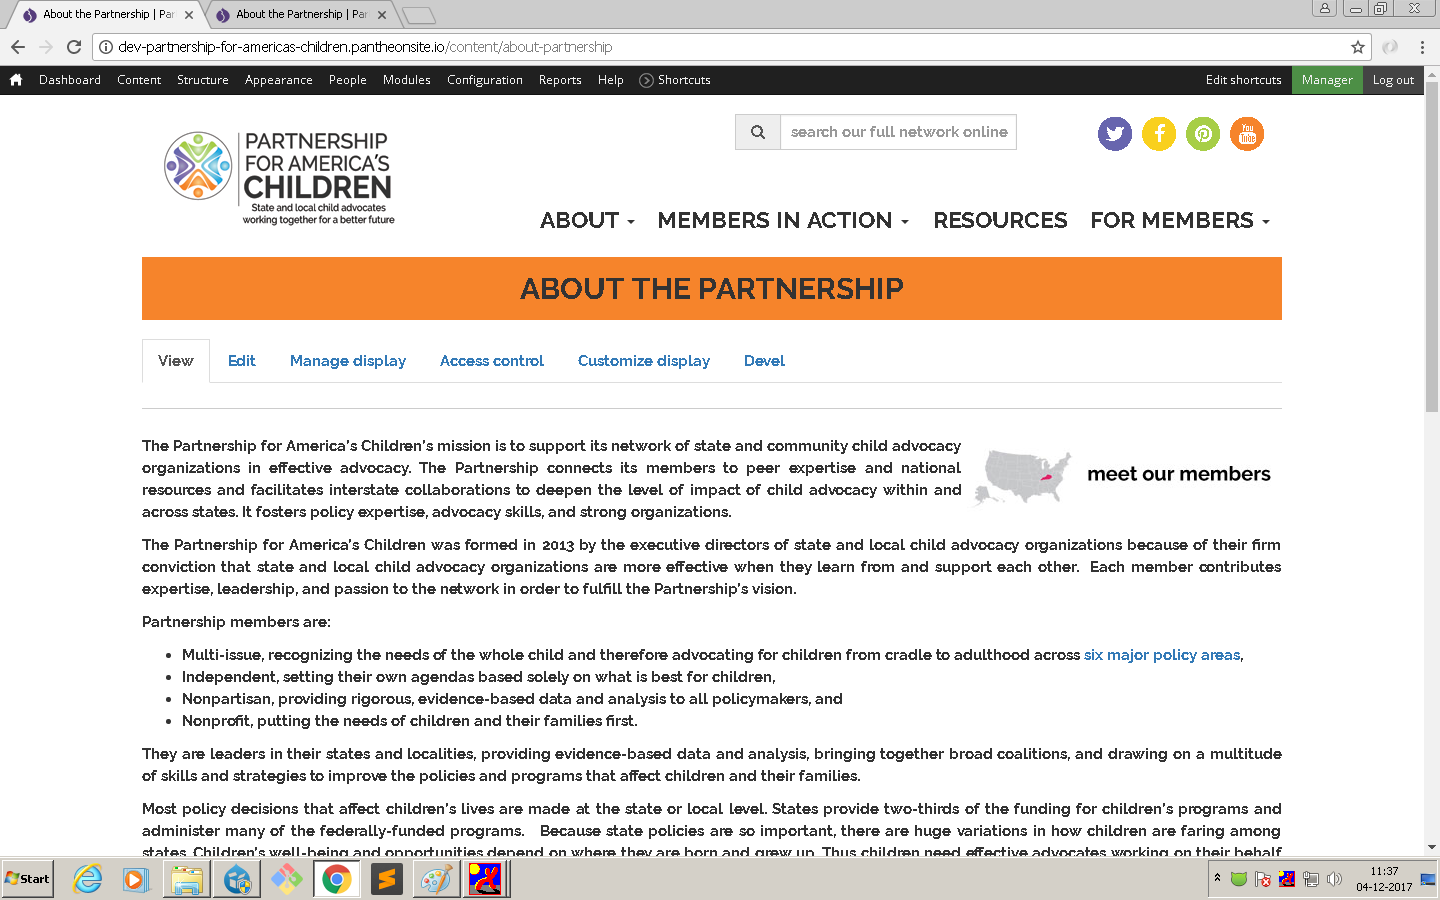 About the Partnership | Par
About the Partnership | Par
dev-partnership-for-americas-children.pantheonsite.io/content/about-partnership
Dashboard Content Structure Appearance People Modules Configuration Reports Help Shortcuts Edit shortcuts Manager Log out
PARTNERSHIP
FOR AMERICA'S
CHILDREN
State and local child advocates
working together for a better future
search our full network online
You
Tube
ABOUT MEMBERS IN ACTION RESOURCES FOR MEMBERS
ABOUT THE PARTNERSHIP
View Edit Manage display Access control Customize display Devel
The Partnership for America's Children's mission is to support its network of state and community child advocacy
organizations in effective advocacy. The Partnership connects its members to peer expertise and national
resources and facilitates interstate collaborations to deepen the level of impact of child advocacy within and
across states. It fosters policy expertise, advocacy skills, and strong organizations.
meet our members
The Partnership for America's Children was formed in 2013 by the executive directors of state and local child advocacy organizations because of their firm
conviction that state and local child advocacy organizations are more effective when they learn from and support each other. Each member contributes
expertise, leadership, and passion to the network in order to fulfill the Partnership's vision.
Partnership members are:
• Multi-issue, recognizing the needs of the whole child and therefore advocating for children from cradle to adulthood across six major policy areas,
• Independent, setting their own agendas based solely on what is best for children,
• Nonpartisan, providing rigorous, evidence-based data and analysis to all policymakers, and
• Nonprofit, putting the needs of children and their families first.
They are leaders in their states and localities, providing evidence-based data and analysis, bringing together broad coalitions, and drawing on a multitude
of skills and strategies to improve the policies and programs that affect children and their families.
Most policy decisions that affect children's lives are made at the state or local level. States provide two-thirds of the funding for children's programs and
administer many of the federally-funded programs. Because state policies are so important, there are huge variations in how children are faring among
states. Children's well-being and opportunities depend on where they are born and grow up. Thus children need effective advocates working on their behalf
Start
11:37
04-12-2017